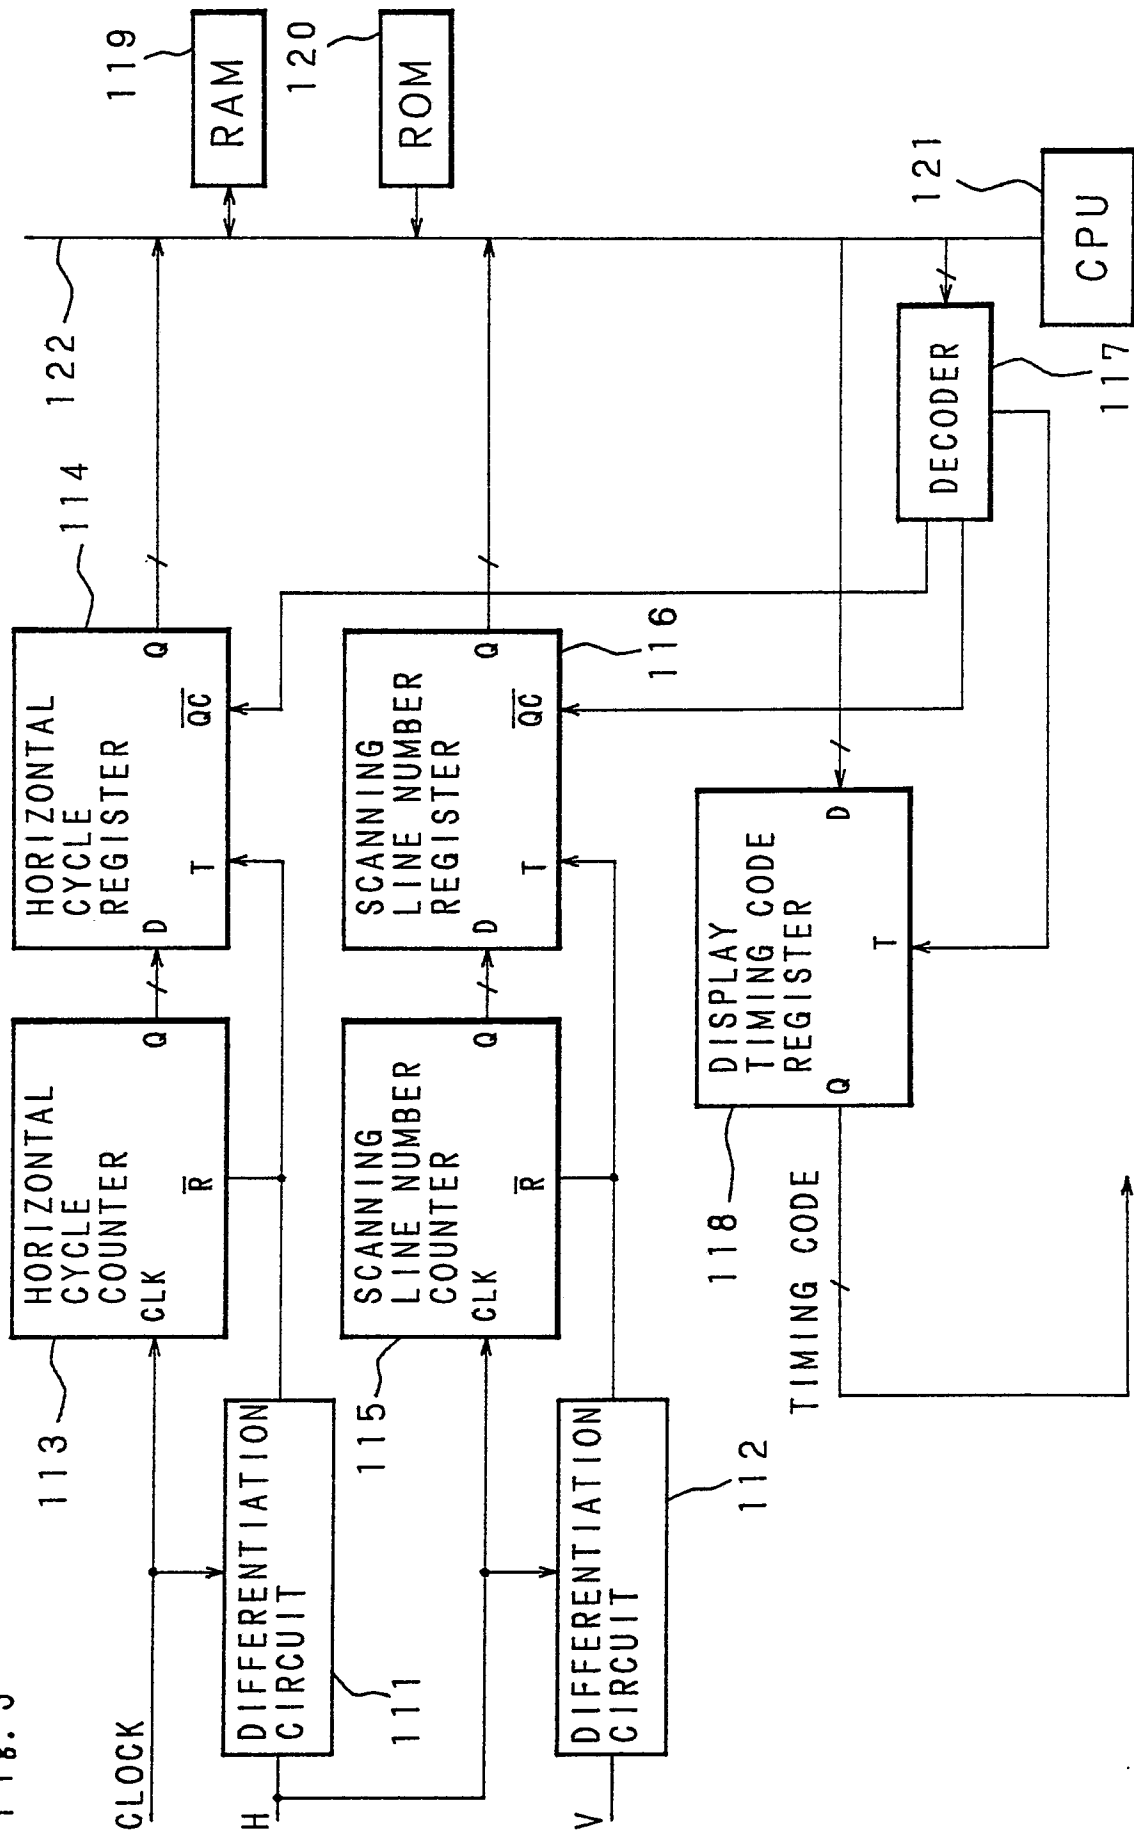 Fig.
CLOCK
H
V
113
HORIZONTAL
CYCLE
COUNTER
CLK
Q
R
114
HORIZONTAL
CYCLE
REGISTER
D
Q
T
QC
122
119
RAM
120
ROM
DIFFERENTIATION
CIRCUIT
111
115
SCANNING
LINE NUMBER
COUNTER
CLK
Q
R
SCANNING
LINE NUMBER
REGISTER
D
Q
T
QC
116
DIFFERENTIATION
CIRCUIT
112
118
DISPLAY
TIMING CODE
REGISTER
Q
D
T
TIMING CODE
DECODER
117
121
CPU